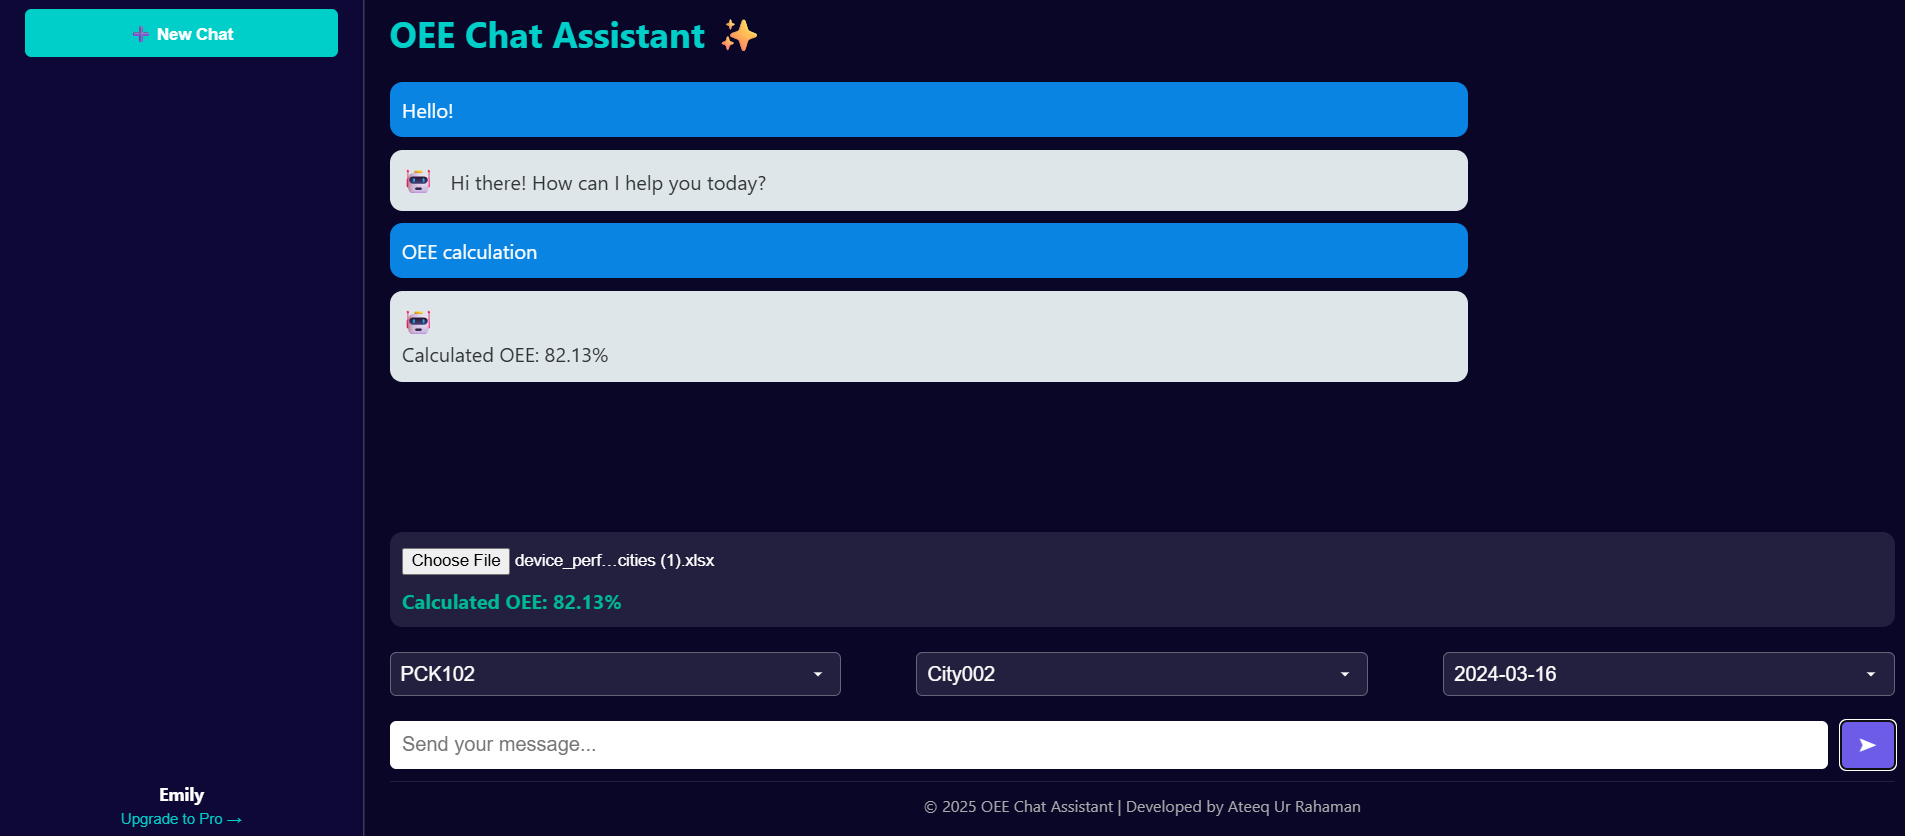 New Chat
OEE Chat Assistant
Hello!
Hi there! How can I help you today?
OEE calculation
Calculated OEE: 82.13%
Choose File device_perf...cities (1).xlsx
Calculated OEE: 82.13%
PCK102 City002 2024-03-16
Send your message...
Emily
Upgrade to Pro →
© 2025 OEE Chat Assistant | Developed by Ateeq Ur Rahaman